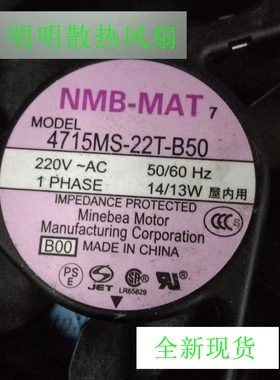 明明散热风扇
NMB-MAT 7
MODEL
4715MS-22T-B50
220V ~AC 50/60 Hz
1 PHASE 14/13W 屋内用
IMPEDANCE PROTECTED
Minebea Motor
Manufacturing Corporation
B00 MADE IN CHINA
PS
E
JET
LR65829
全新现货